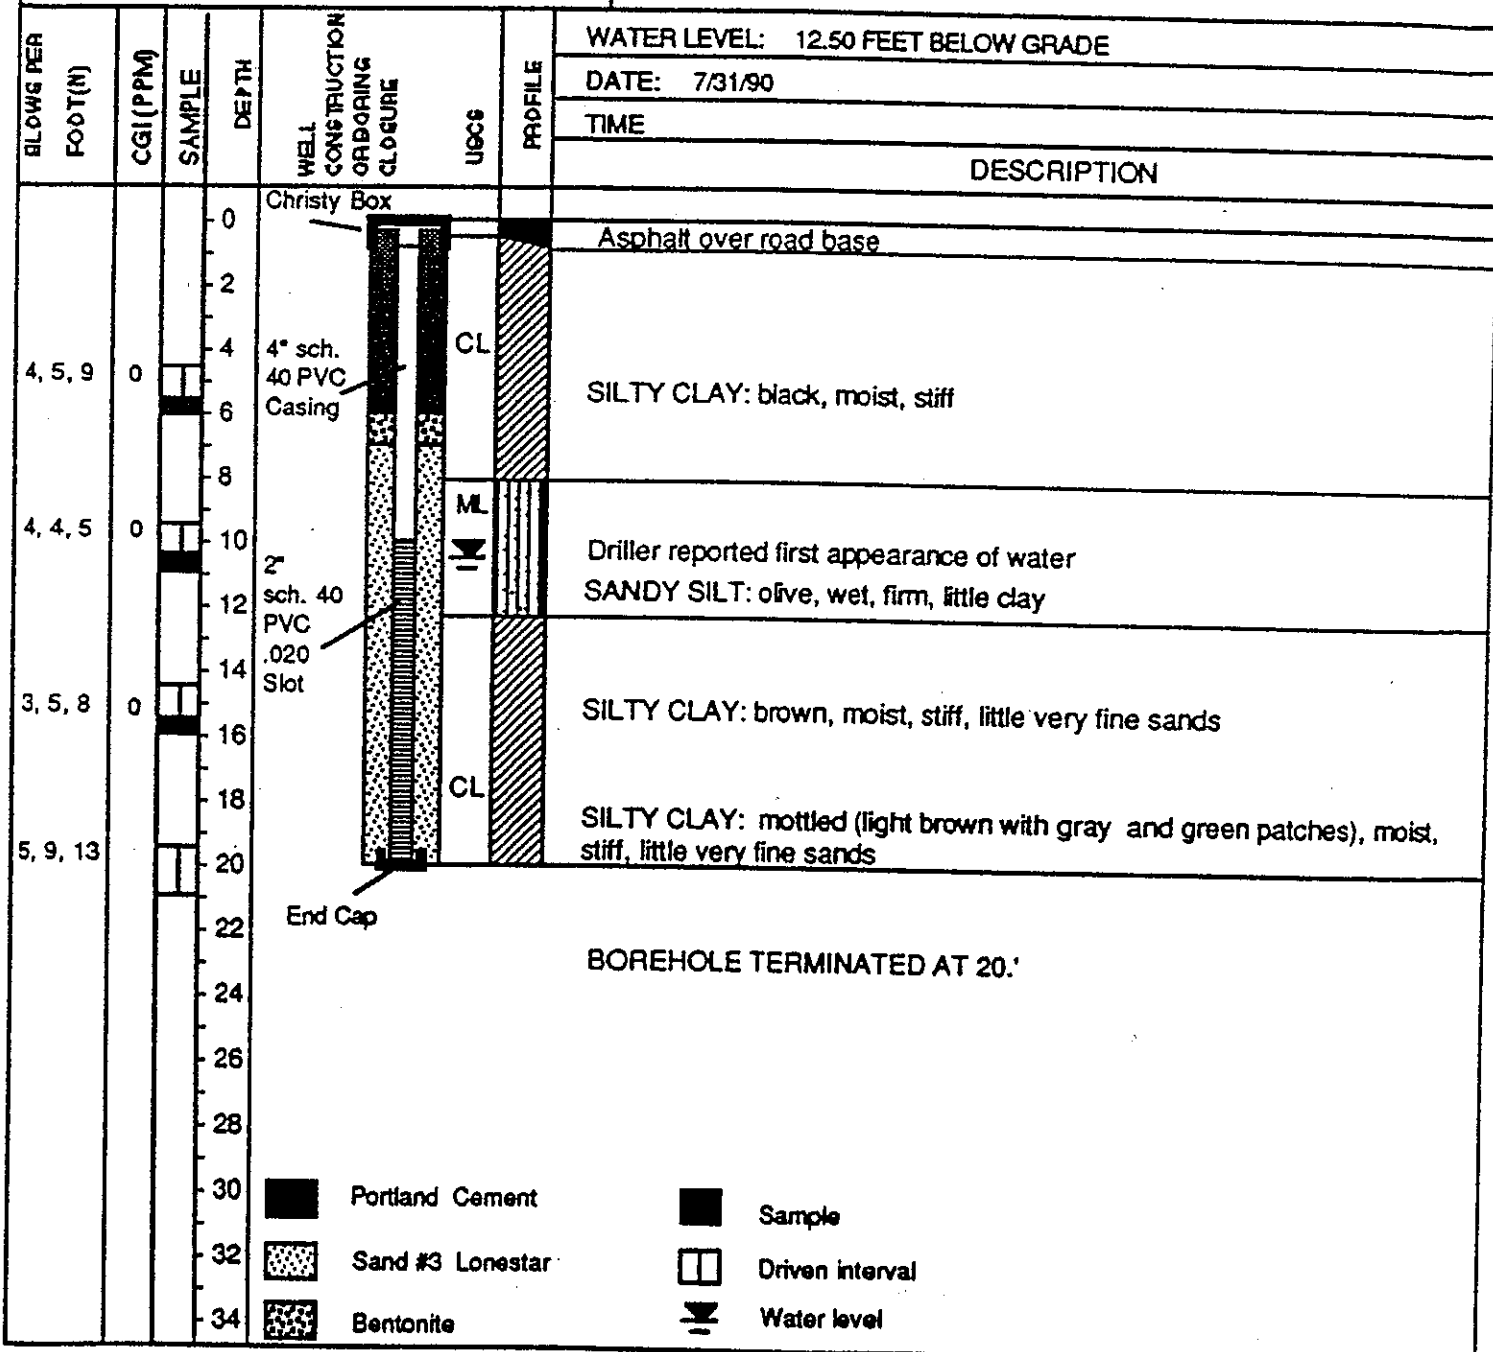 BLOWS PER
FOOT(N)
CGI(PPM)
SAMPLE
DEPTH
WELL
CONSTRUCTION
OR BORING
CLOSURE
USCS
PROFILE
WATER LEVEL: 12.50 FEET BELOW GRADE
DATE: 7/31/90
TIME
DESCRIPTION
Christy Box
0
Asphalt over road base
2
4
4" sch.
40 PVC
Casing
CL
4, 5, 9
0
6
SILTY CLAY: black, moist, stiff
8
ML
4, 4, 5
0
10
Driller reported first appearance of water
2"
sch. 40
PVC
.020
Slot
12
SANDY SILT: olive, wet, firm, little clay
14
3, 5, 8
0
SILTY CLAY: brown, moist, stiff, little very fine sands
16
18
CL
SILTY CLAY: mottled (light brown with gray and green patches), moist,
stiff, little very fine sands
5, 9, 13
20
End Cap
22
BOREHOLE TERMINATED AT 20.'
24
26
28
30
Portland Cement
Sample
32
Sand #3 Lonestar
Driven interval
34
Bentonite
Water level